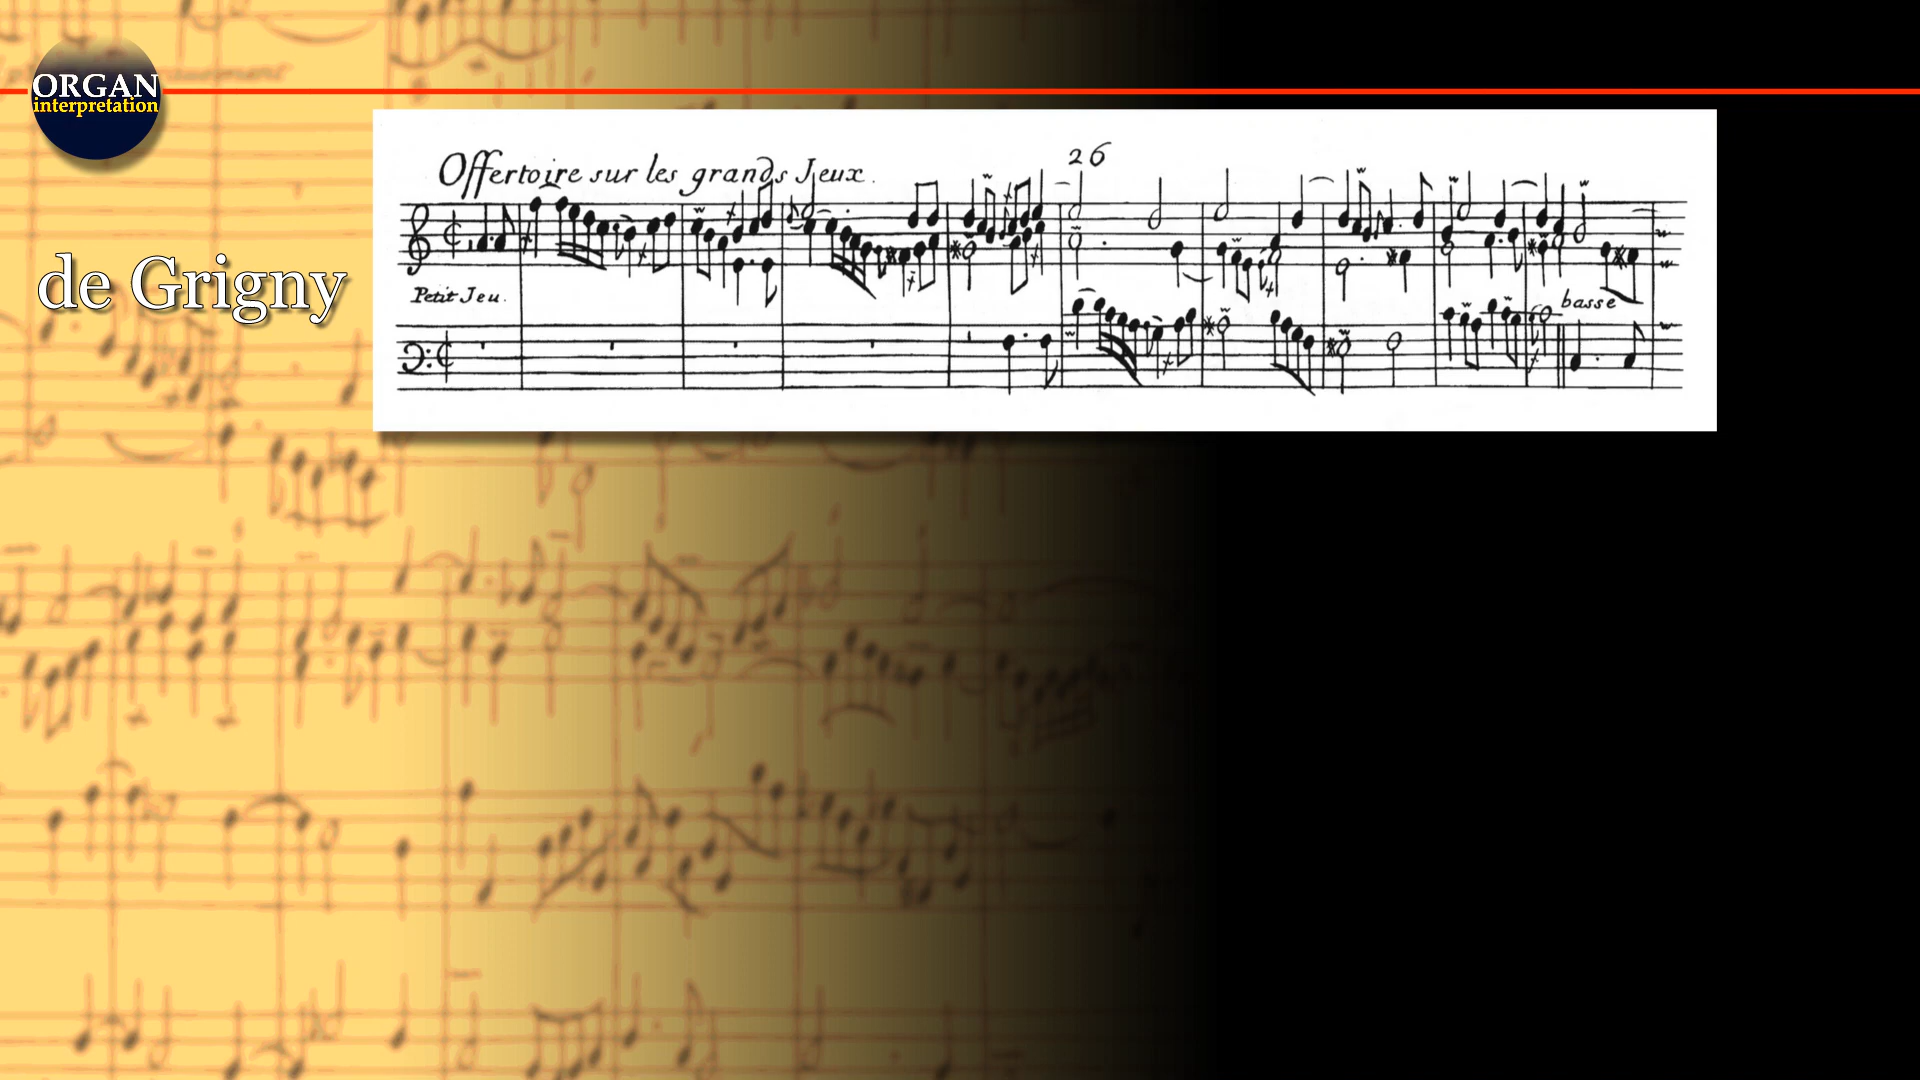 ORGAN
interpretation
de Grigny
Offertoire sur les grands Jeux.
26
Petit Jeu.
basse